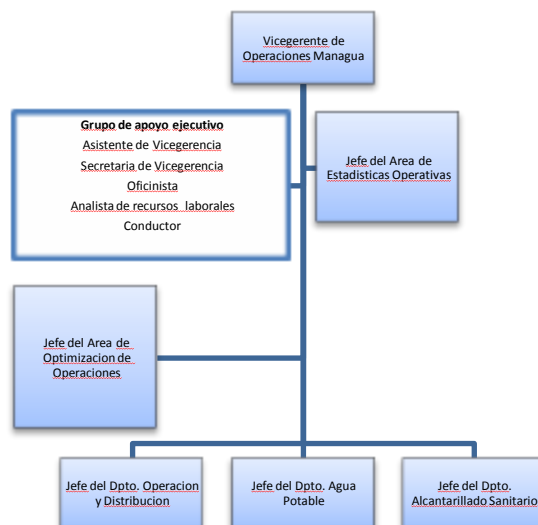 Vicegerente de
Operaciones Managua
Grupo de apoyo ejecutivo
Asistente de Vicegerencia
Secretaria de Vicegerencia
Oficinista
Analista de recursos laborales
Conductor
Jefe del Area de
Estadisticas Operativas
Jefe del Area de
Optimizacion de
Operaciones
Jefe del Dpto. Operacion
y Distribucion
Jefe del Dpto. Agua
Potable
Jefe del Dpto.
Alcantarillado Sanitario